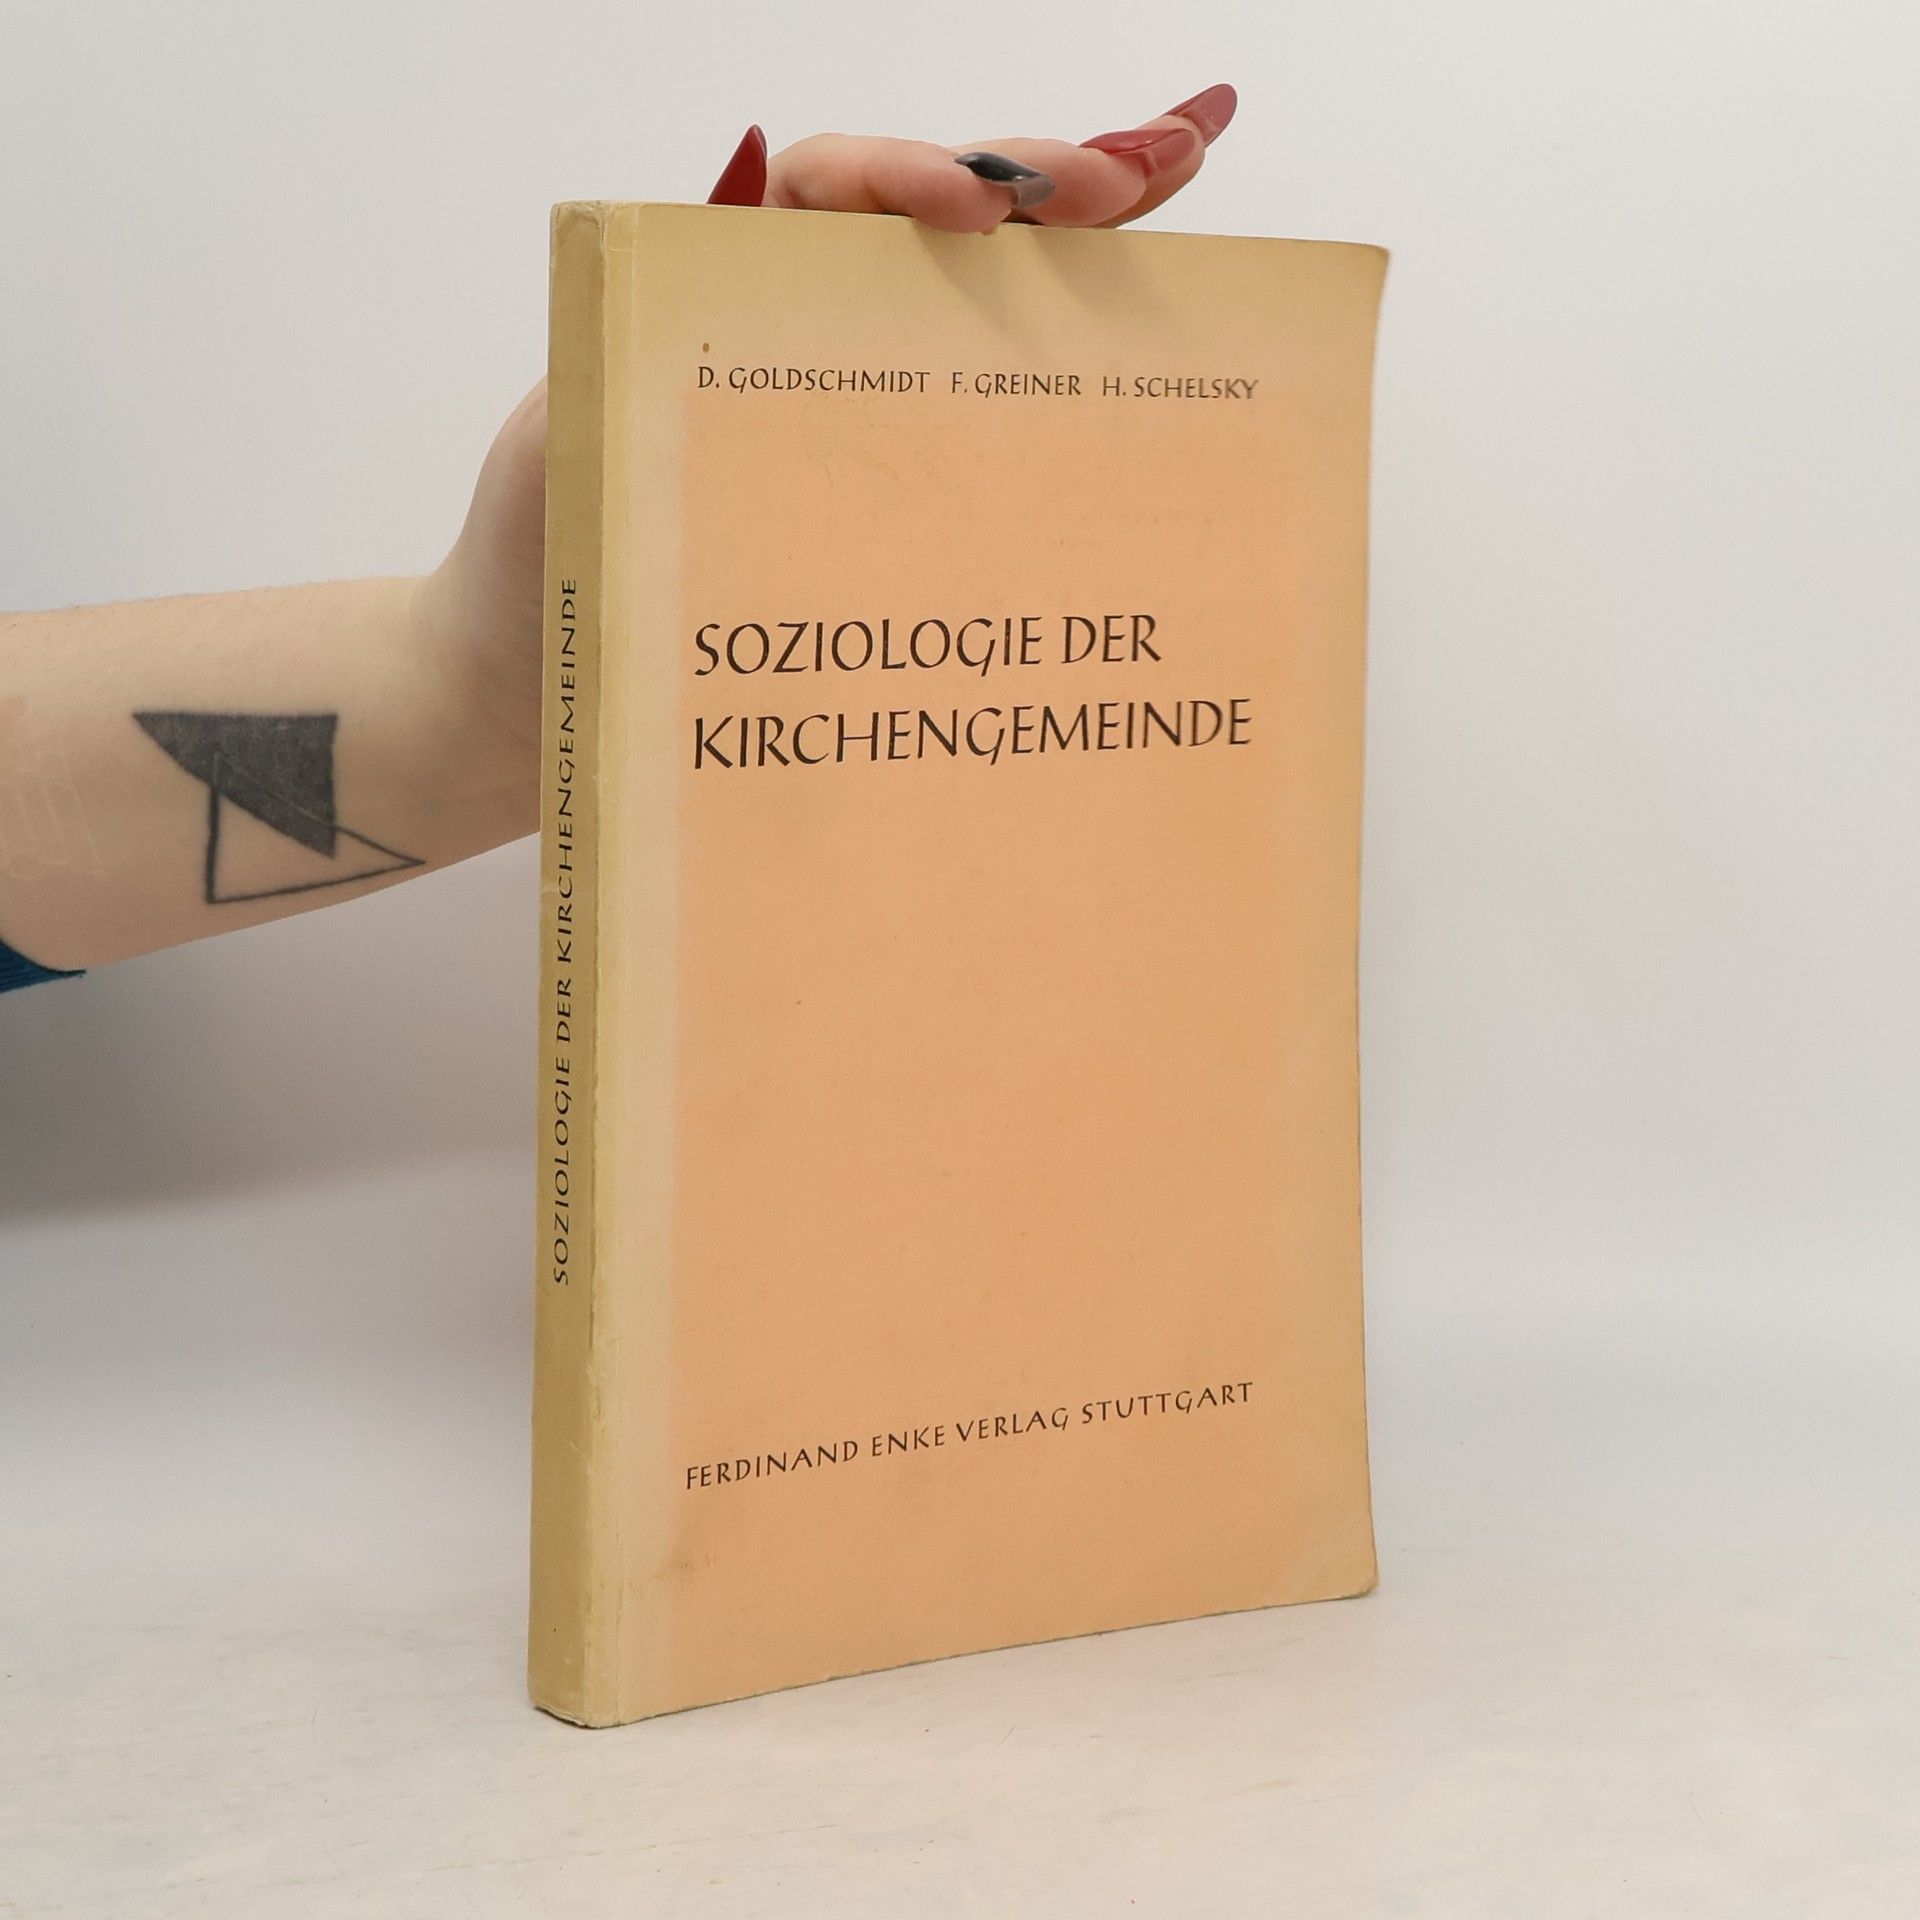 D. GOLDSCHMIDT F. GREINER H. SCHELSKY
SOZIOLOGIE DER
KIRCHENGEMEINDE
FERDINAND ENKE VERLAG STUTTGART
SOZIOLOGIE DER KIRCHENGEMEINDE